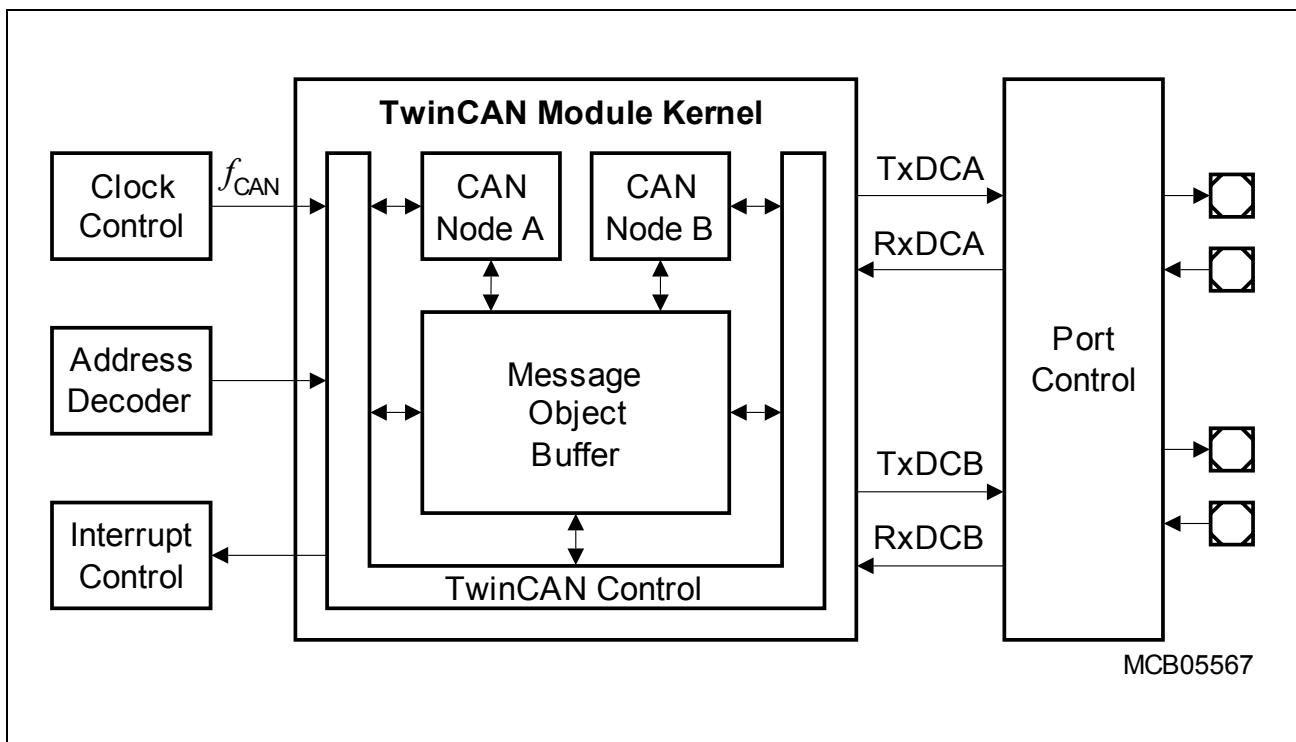 TwinCAN Module Kernel
Clock
Control
fCAN
CAN
Node A
CAN
Node B
TxDCA
RxDCA
Address
Decoder
Message
Object
Buffer
Port
Control
Interrupt
Control
TxDCB
RxDCB
TwinCAN Control
MCB05567